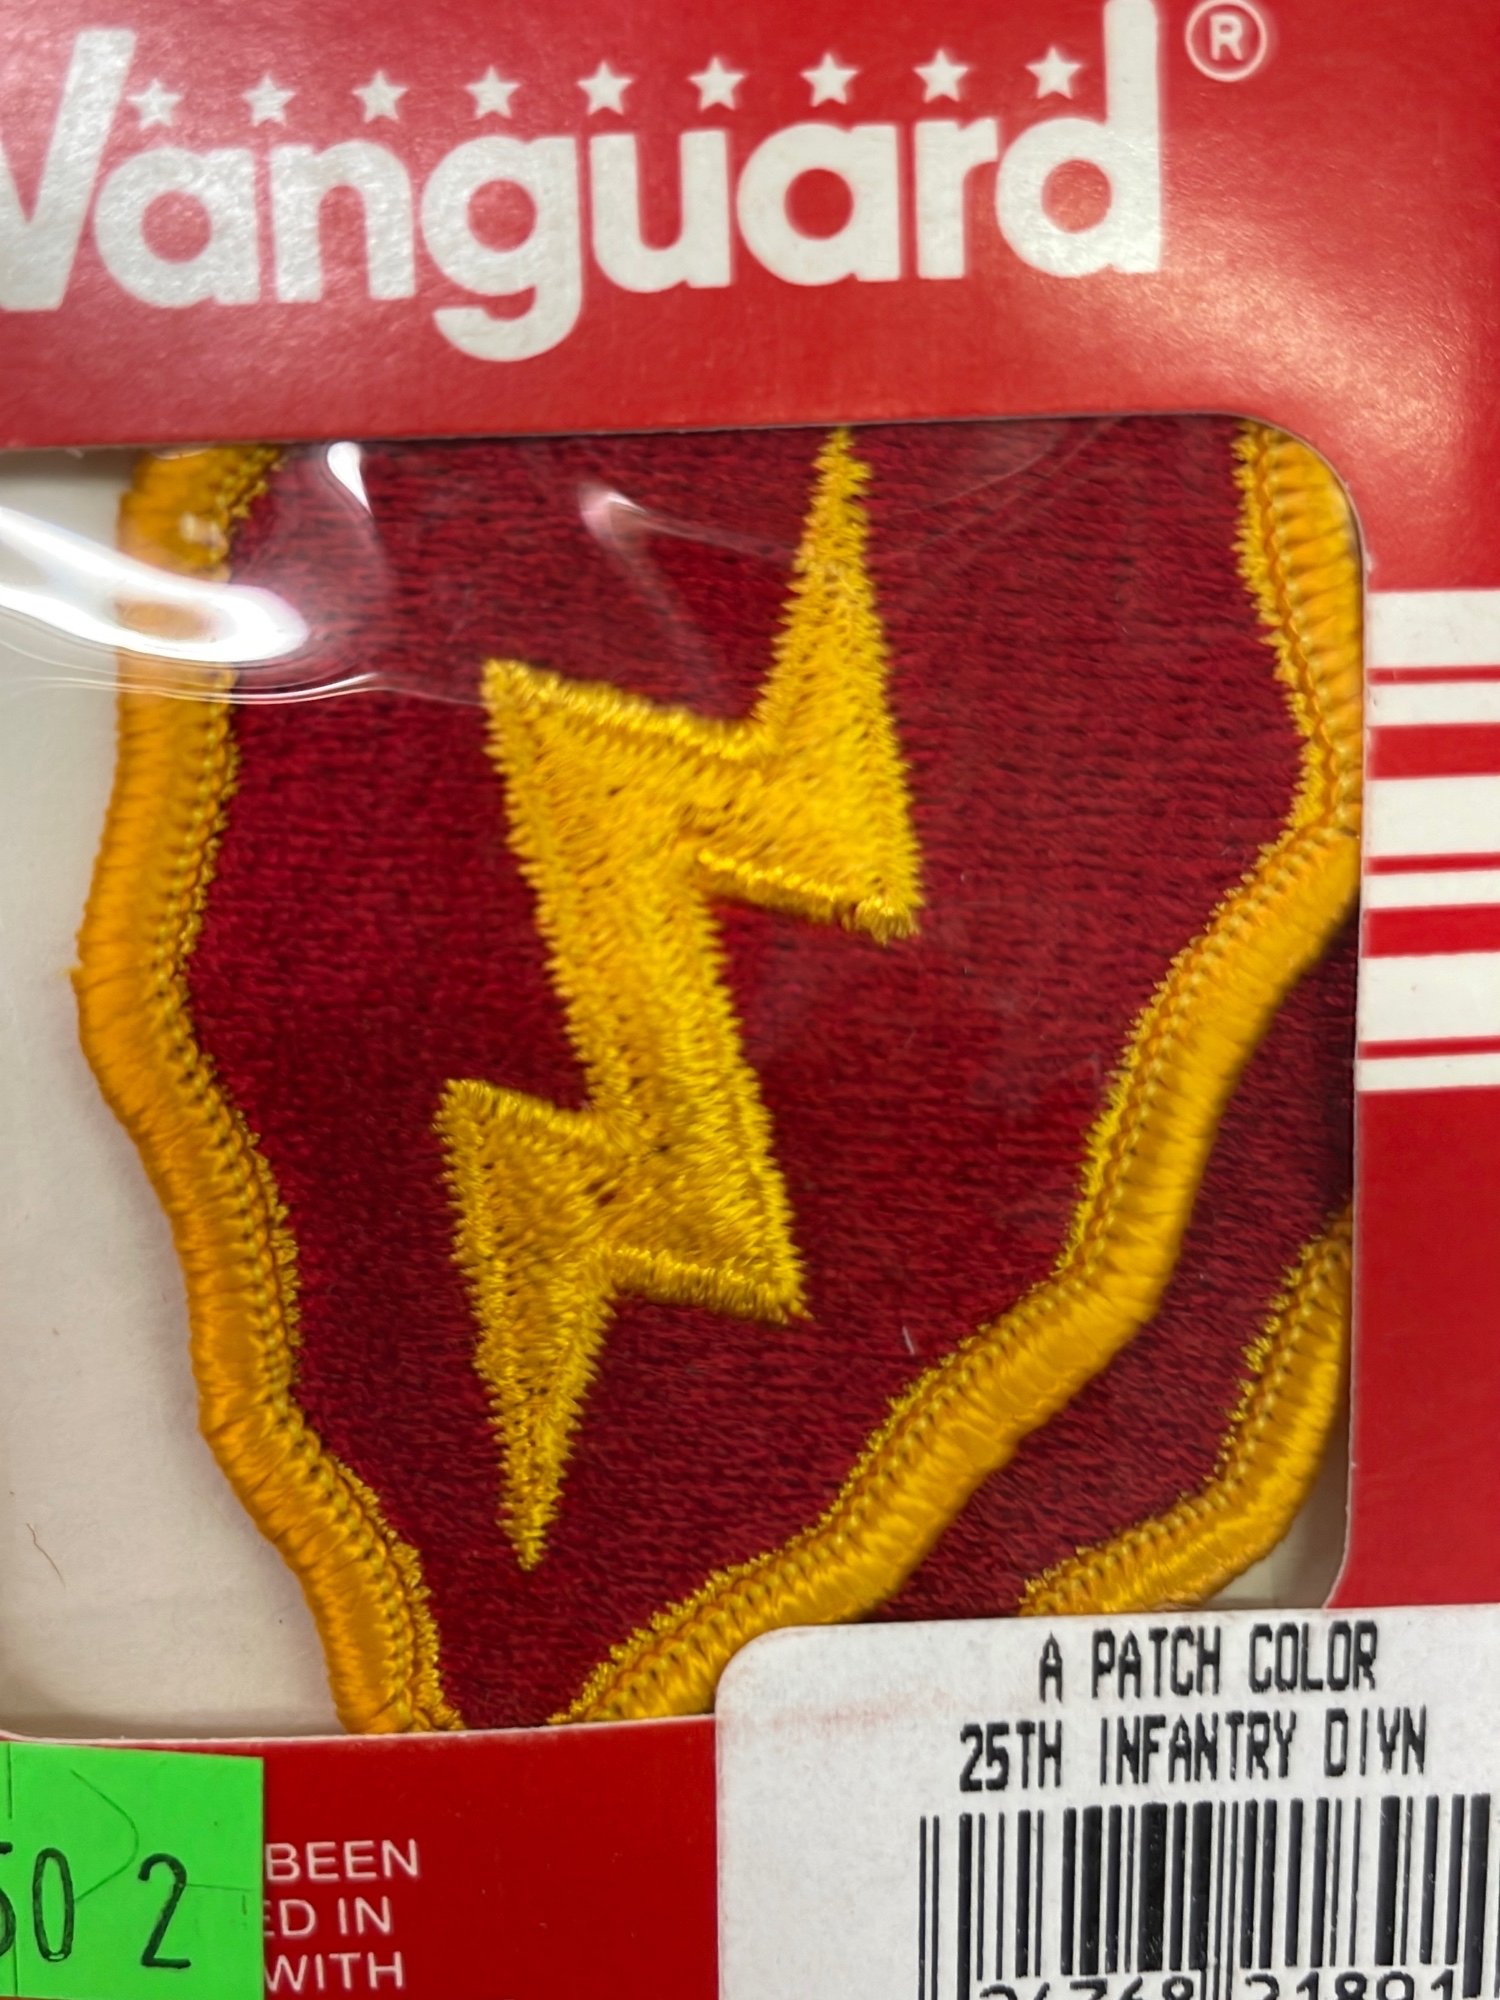 Vanguard®
A PATCH COLOR
25TH INFANTRY DIVN
50 2
BEEN
ED IN
WITH